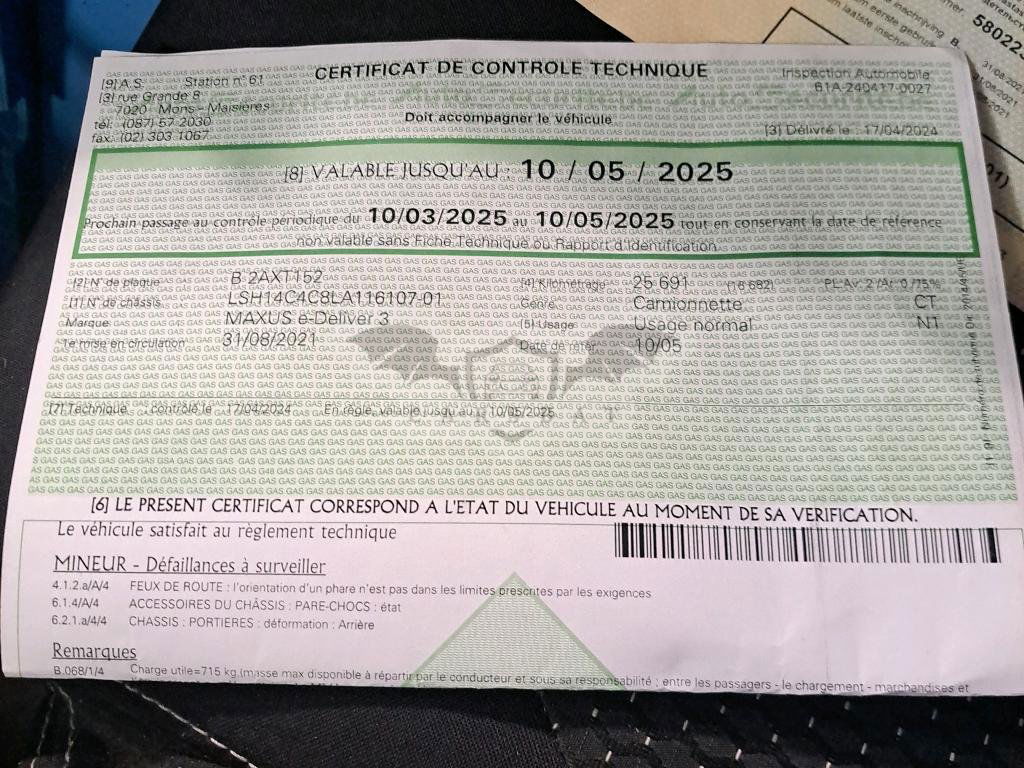 [9] A.S. Station n° 61
[3] rue Grande 8
7020 Mons - Maisières
tél: (087) 57 2030
fax. (02) 303 1067
CERTIFICAT DE CONTROLE TECHNIQUE
Doit accompagner le véhicule
Inspection Automobile
61A-240417-0027
[3] Délivré le : 17/04/2024
[8] VALABLE JUSQU'AU : 10 / 05 / 2025
Prochain passage au contrôle périodique du 10/03/2025 au 10/05/2025 tout en conservant la date de référence
non valable sans Fiche Technique ou Rapport d'Identification
[2] N° de plaque B 2AXT152
[1] N° de chassis LSH14C4C8LA116107-01
Marque MAXUS e-Deliver 3
1e mise en circulation 31/08/2021
[4] Kilométrage 25 691 (18 682)
Genre Camionnette CT
[5] Usage Usage normal NT
Date de référ 10/05
[7] Technique : contrôlé le 17/04/2024 En règle, valable jusqu'au 10/05/2025
[6] LE PRESENT CERTIFICAT CORRESPOND A L'ETAT DU VEHICULE AU MOMENT DE SA VERIFICATION.
Le véhicule satisfait au règlement technique
MINEUR - Défaillances à surveiller
4.1.2.a/A/4 FEUX DE ROUTE : l'orientation d'un phare n'est pas dans les limites prescrites par les exigences
6.1.4/A/4 ACCESSOIRES DU CHÂSSIS : PARE-CHOCS : état
6.2.1.a/4/4 CHASSIS : PORTIERES : déformation : Arrière
Remarques
B.068/1/4 Charge utile=715 kg (masse max disponible à répartir par le conducteur et sous sa responsabilité ; entre les passagers - le chargement - marchandises et